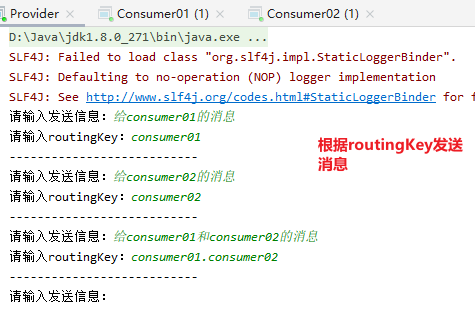 Provider × Consumer01 (1) × Consumer02 (1) ×
D:\Java\jdk1.8.0_271\bin\java.exe ...
SLF4J: Failed to load class "org.slf4j.impl.StaticLoggerBinder".
SLF4J: Defaulting to no-operation (NOP) logger implementation
SLF4J: See http://www.slf4j.org/codes.html#StaticLoggerBinder for f
请输入发送信息：给consumer01的消息
请输入routingKey：consumer01
--------------------------
请输入发送信息：给consumer02的消息
请输入routingKey：consumer02
--------------------------
请输入发送信息：给consumer01和consumer02的消息
请输入routingKey：consumer01.consumer02
--------------------------
请输入发送信息：
根据routingKey发送
消息